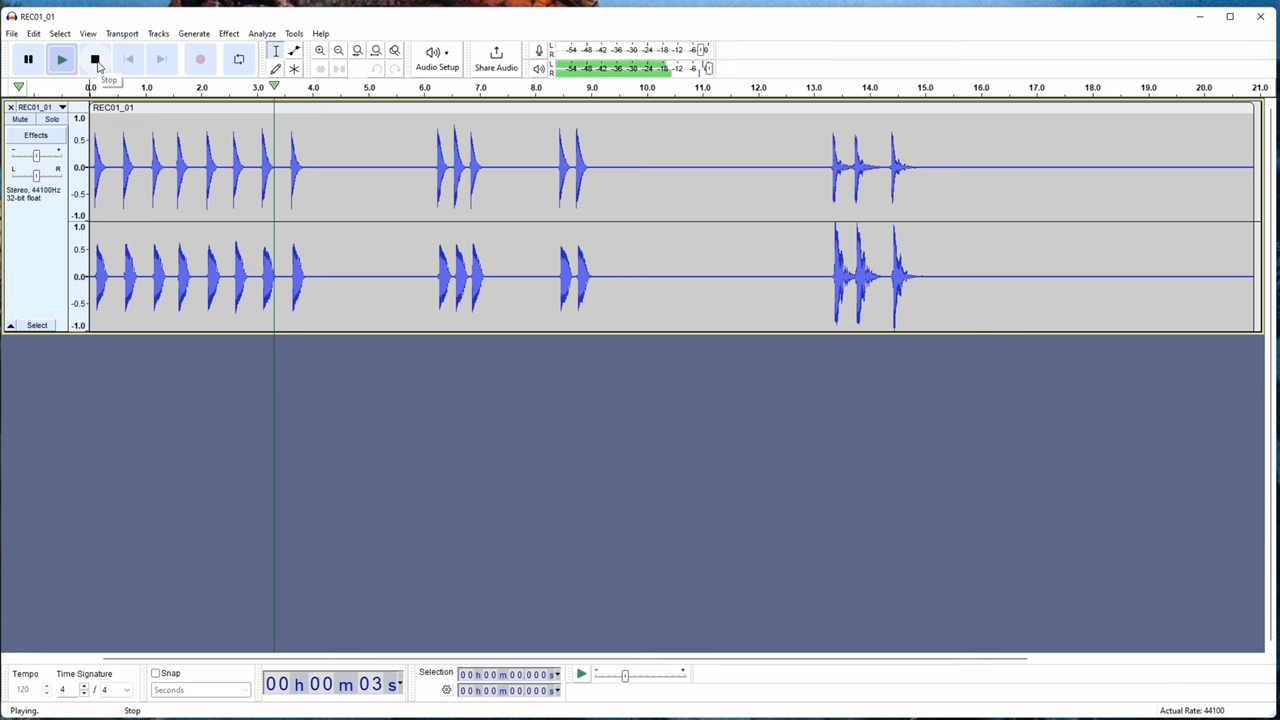 REC01_01
File Edit Select View Transport Tracks Generate Effect Analyze Tools Help
Audio Setup
Share Audio
L
R
-54 -48 -42 -36 -30 -24 -18 -12 -6
L
R
-54 -48 -42 -36 -30 -24 -18 -12 -6
Stop
0.0 1.0 2.0 3.0 4.0 5.0 6.0 7.0 8.0 9.0 10.0 11.0 12.0 13.0 14.0 15.0 16.0 17.0 18.0 19.0 20.0 21.0
REC01_01
REC01_01
Mute Solo
Effects
- +
L R
Stereo, 44100Hz
32-bit float
Select
1.0
0.5
0.0
-0.5
-1.0
1.0
0.5
0.0
-0.5
-1.0
Tempo
120
Time Signature
4 / 4
Snap
Seconds
00 h 00 m 03 s
Selection
00 h 00 m 00,000 s
00 h 00 m 00,000 s
- +
Playing.
Stop
Actual Rate: 44100